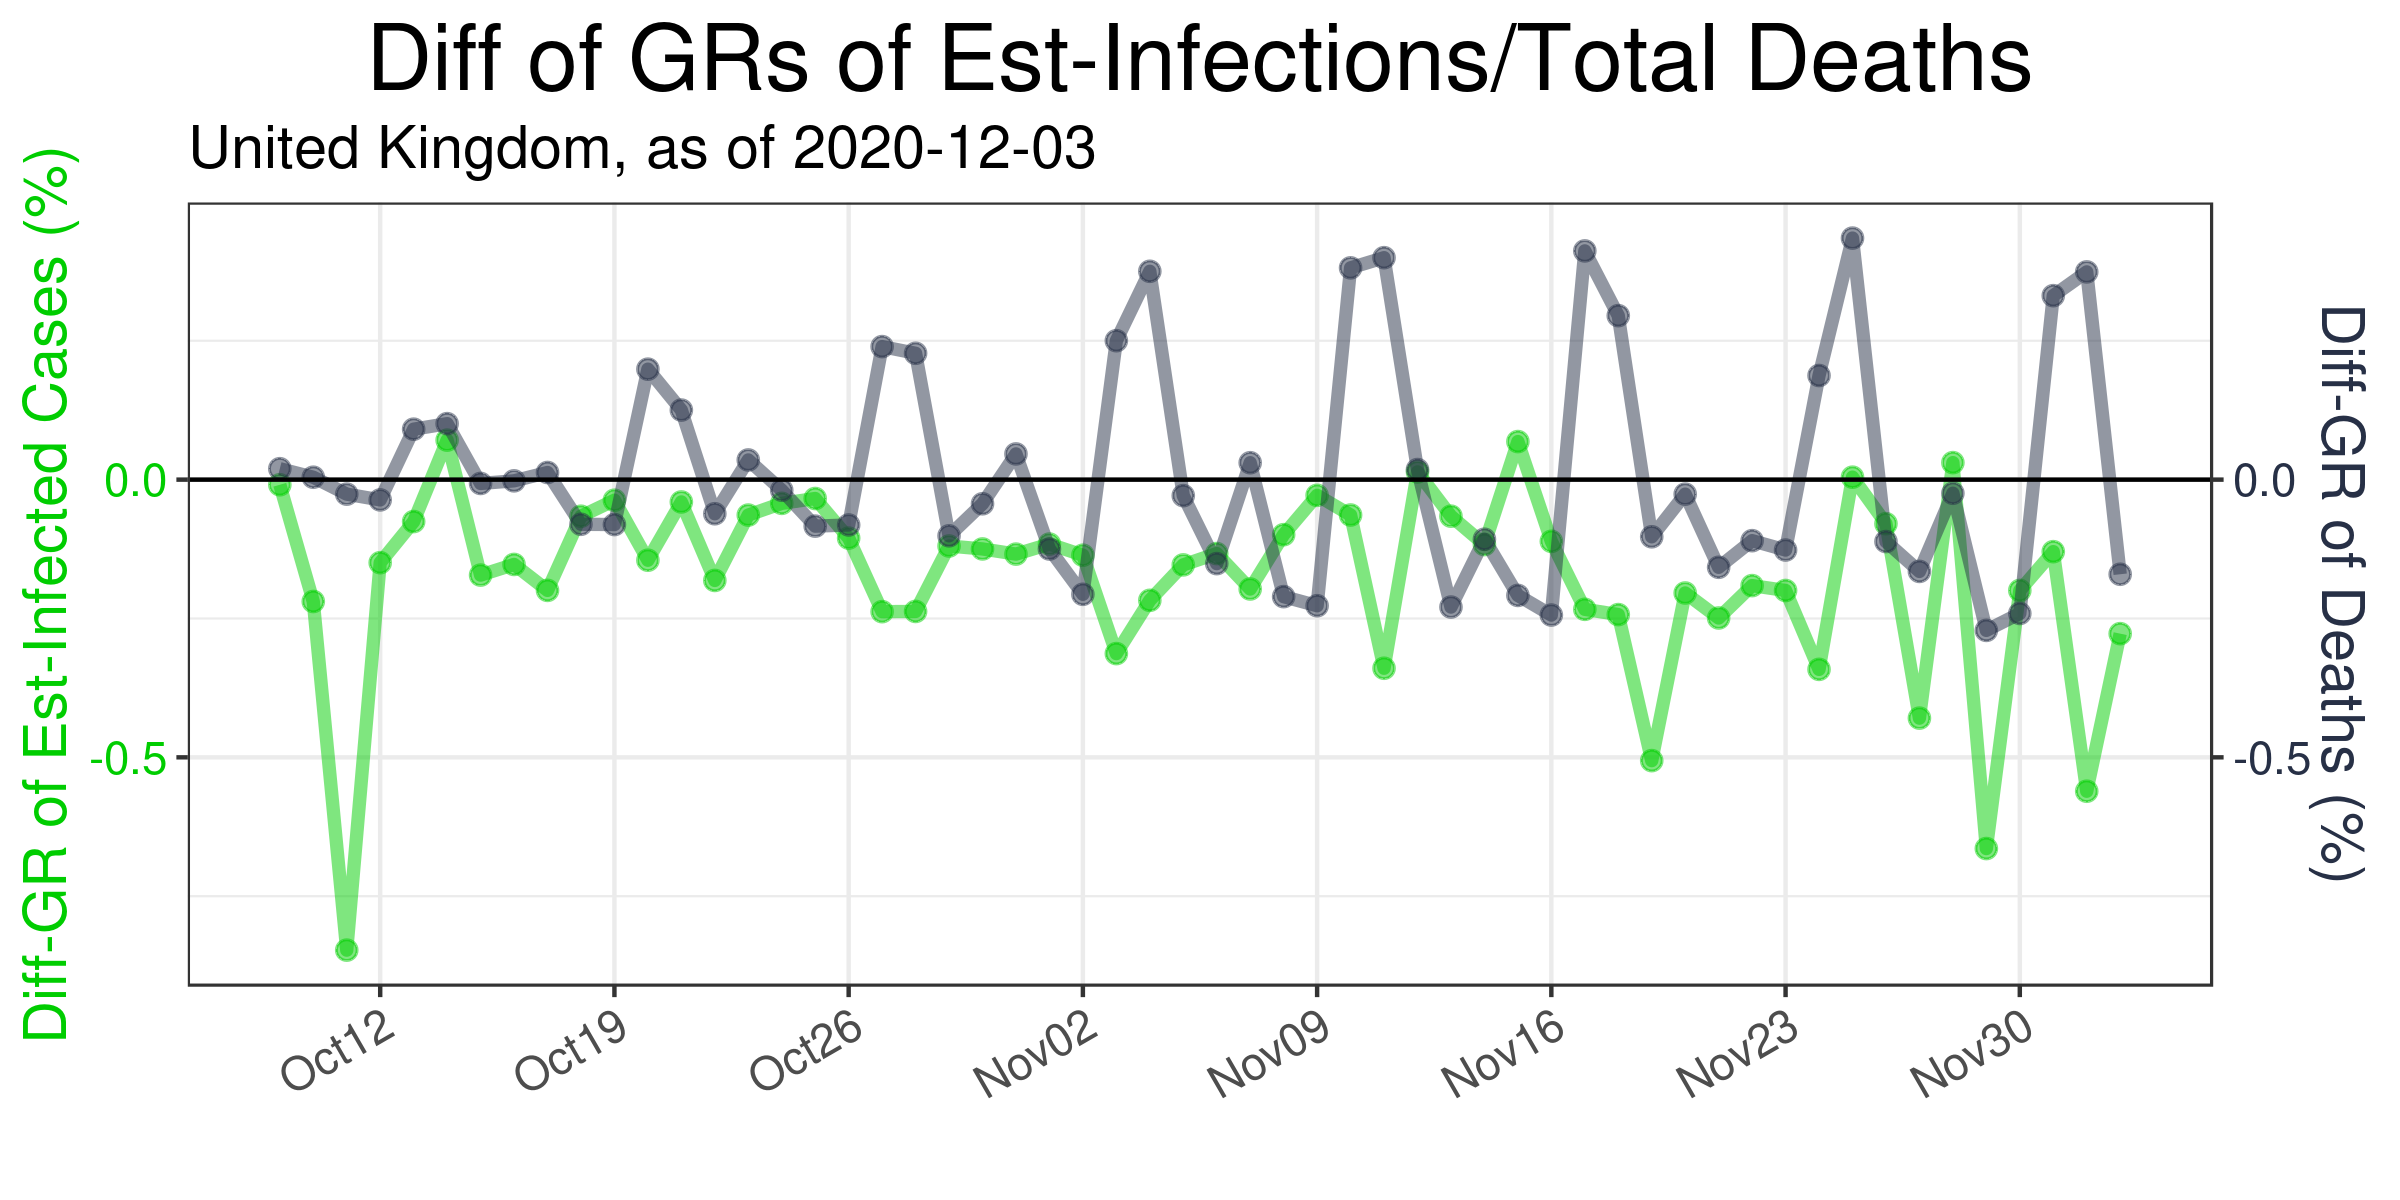 Diff of GRs of Est-Infections/Total Deaths
United Kingdom, as of 2020-12-03
Diff-GR of Est-Infected Cases (%)
0.0
-0.5
0.0
-0.5
Diff-GR of Deaths (%)
Oct12
Oct19
Oct26
Nov02
Nov09
Nov16
Nov23
Nov30